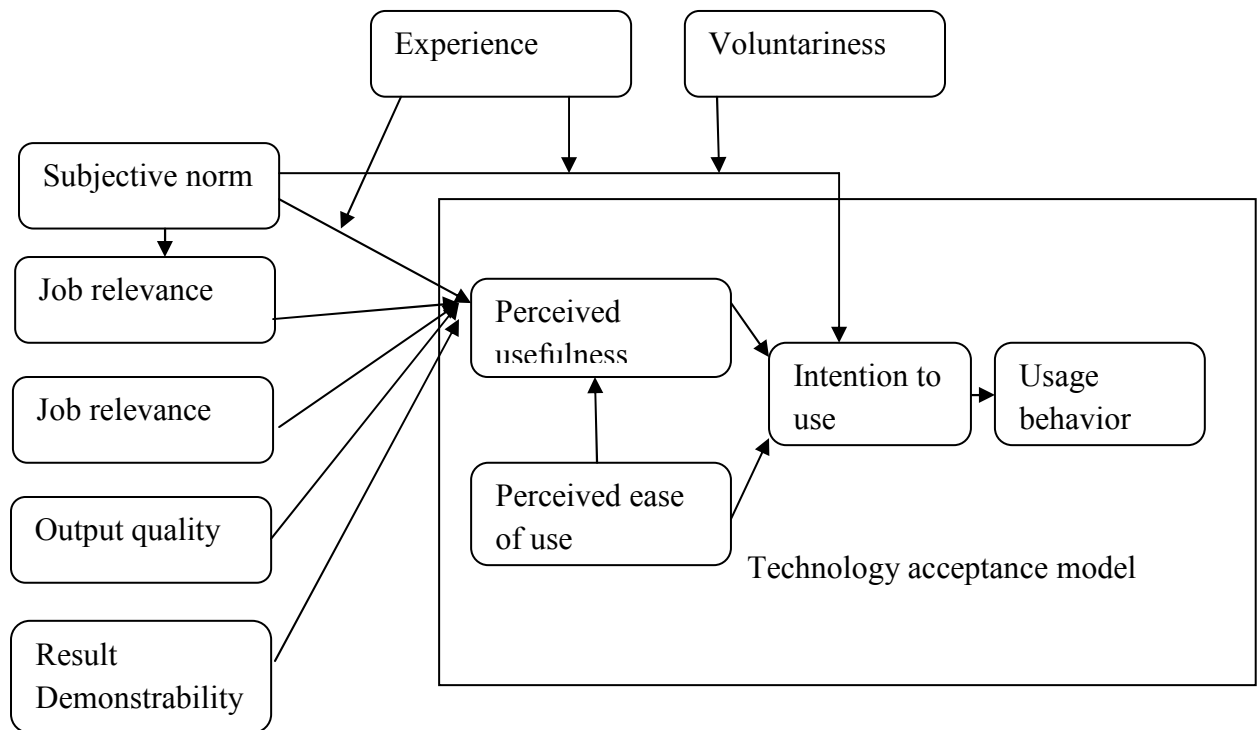 Experience
Voluntariness
Subjective norm
Job relevance
Job relevance
Output quality
Result
Demonstrability
Perceived
usefulness
Perceived ease
of use
Intention to
use
Usage
behavior
Technology acceptance model